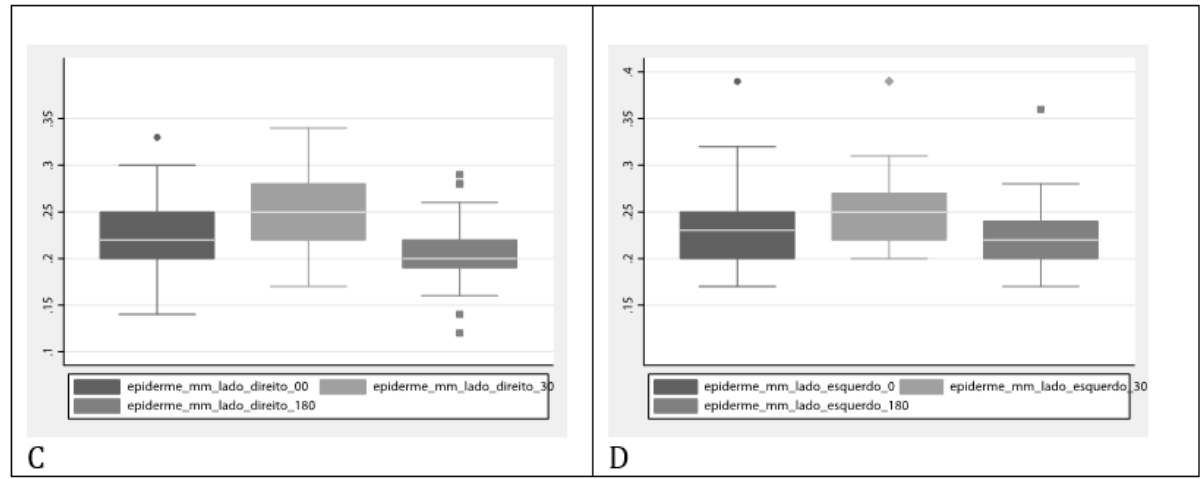 .35
.3
.25
.2
.15
.1
epiderme_mm_lado_direito_00
epiderme_mm_lado_direito_30
epiderme_mm_lado_direito_180
C
.4
.35
.3
.25
.2
.15
epiderme_mm_lado_esquerdo_0
epiderme_mm_lado_esquerdo_30
epiderme_mm_lado_esquerdo_180
D